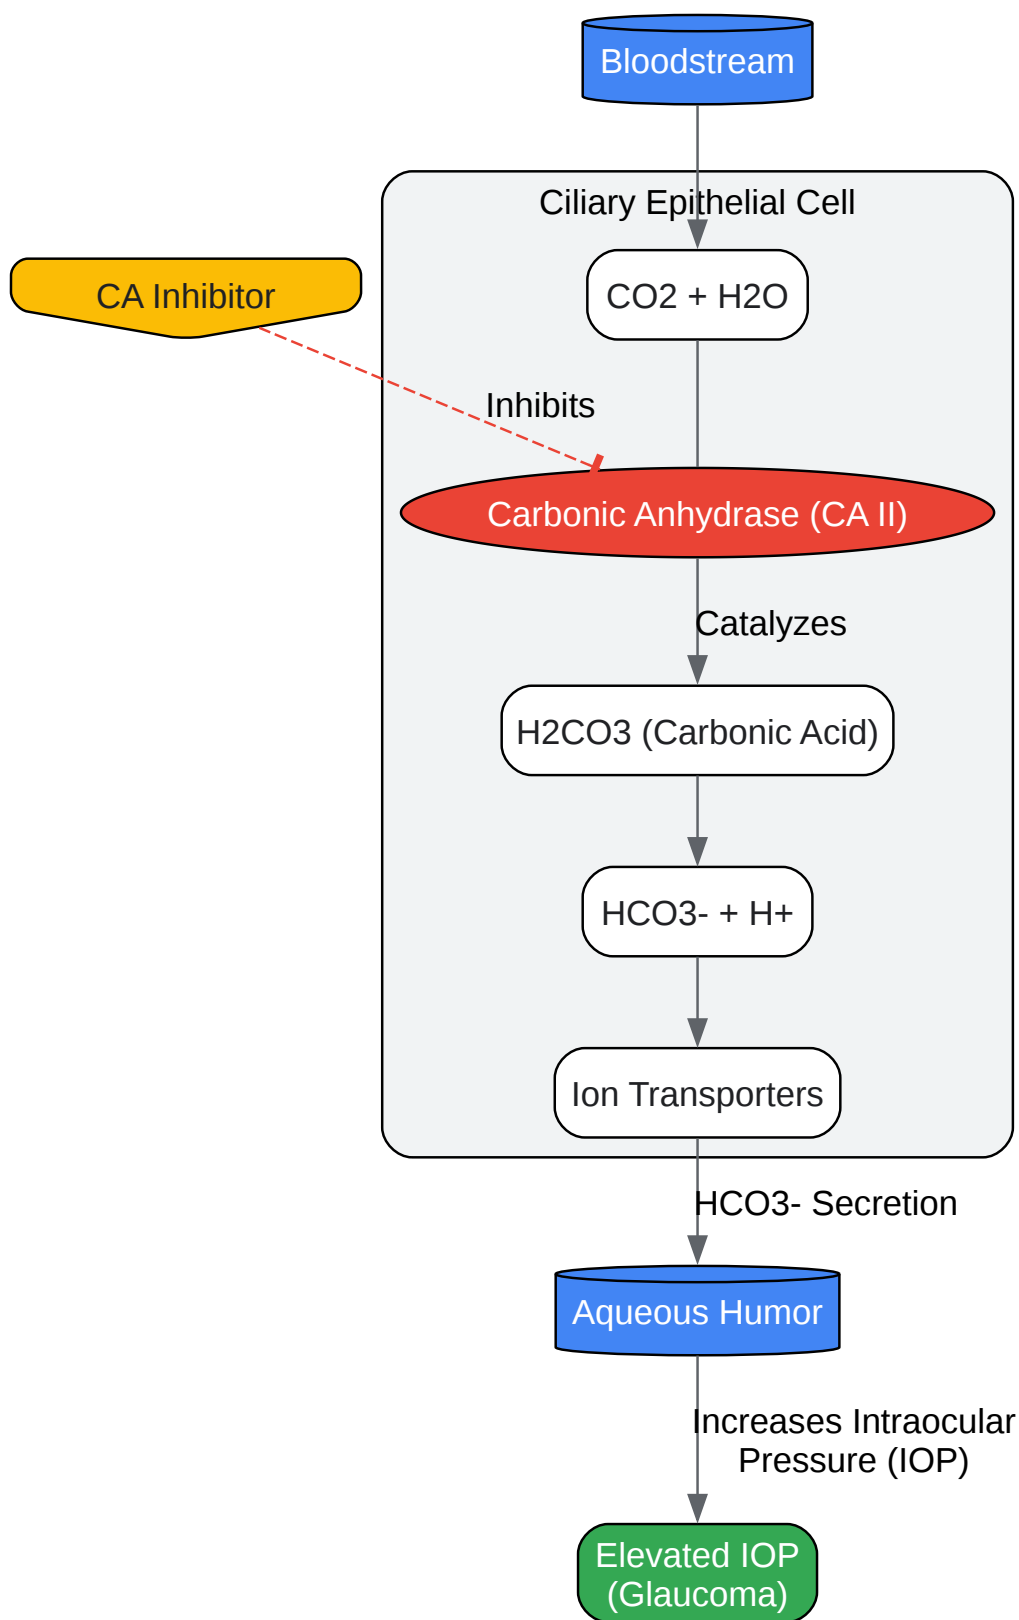 Bloodstream
Ciliary Epithelial Cell
CO2 + H2O
CA Inhibitor
Inhibits
Carbonic Anhydrase (CA II)
Catalyzes
H2CO3 (Carbonic Acid)
HCO3- + H+
Ion Transporters
HCO3- Secretion
Aqueous Humor
Increases Intraocular
Pressure (IOP)
Elevated IOP
(Glaucoma)